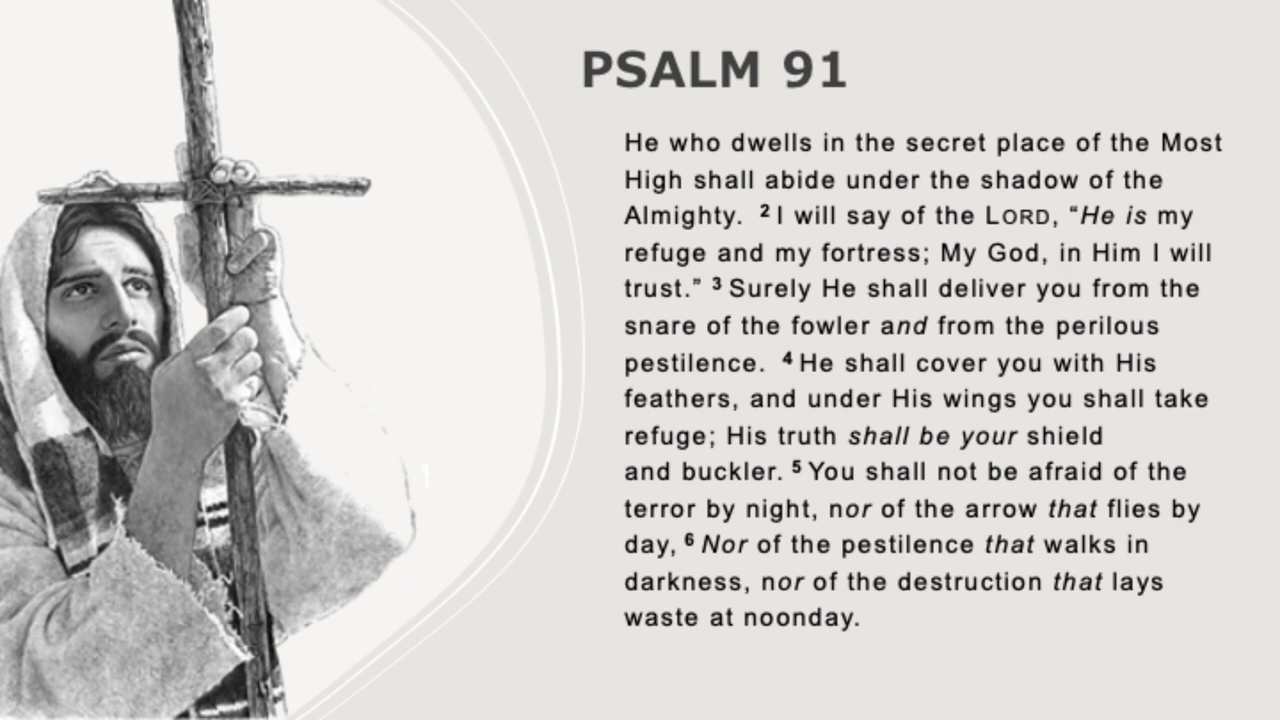 PSALM 91
He who dwells in the secret place of the Most
High shall abide under the shadow of the
Almighty. 2 I will say of the LORD, “He is my
refuge and my fortress; My God, in Him I will
trust.” 3 Surely He shall deliver you from the
snare of the fowler and from the perilous
pestilence. 4 He shall cover you with His
feathers, and under His wings you shall take
refuge; His truth shall be your shield
and buckler. 5 You shall not be afraid of the
terror by night, nor of the arrow that flies by
day, 6 Nor of the pestilence that walks in
darkness, nor of the destruction that lays
waste at noonday.